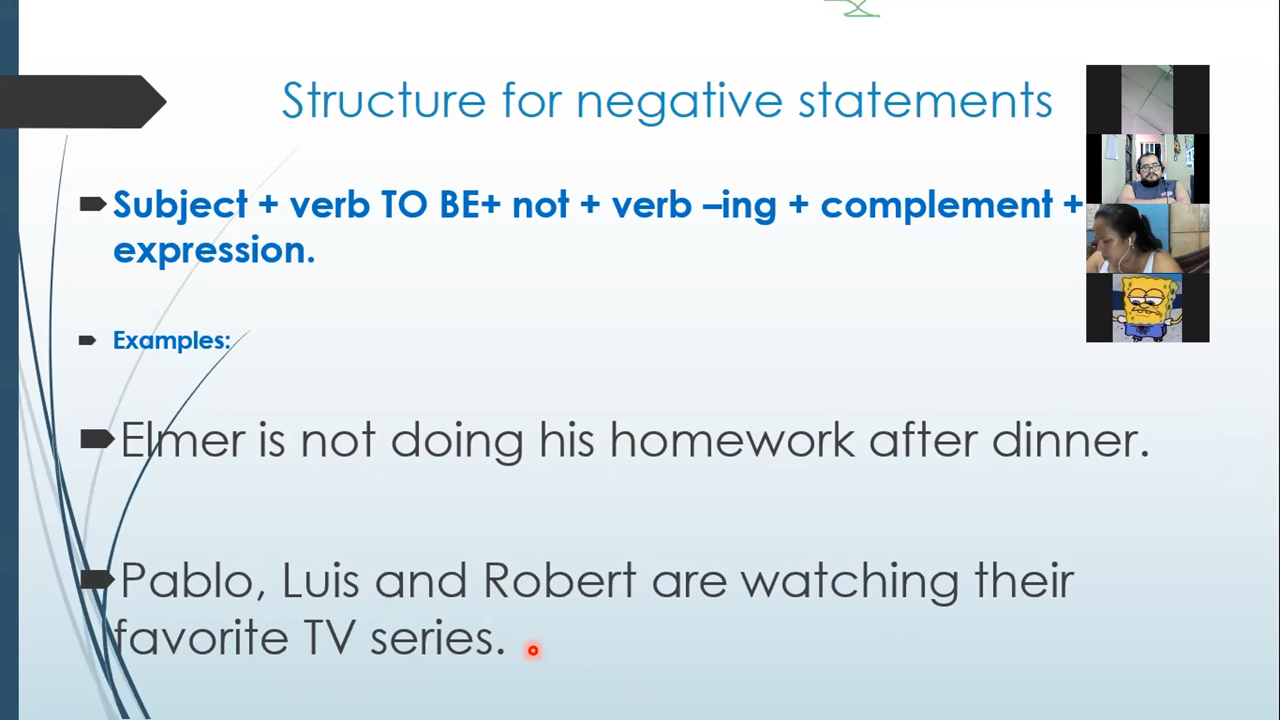 Structure for negative statements
Subject + verb TO BE+ not + verb –ing + complement +
expression.
Examples:
Elmer is not doing his homework after dinner.
Pablo, Luis and Robert are watching their
favorite TV series.